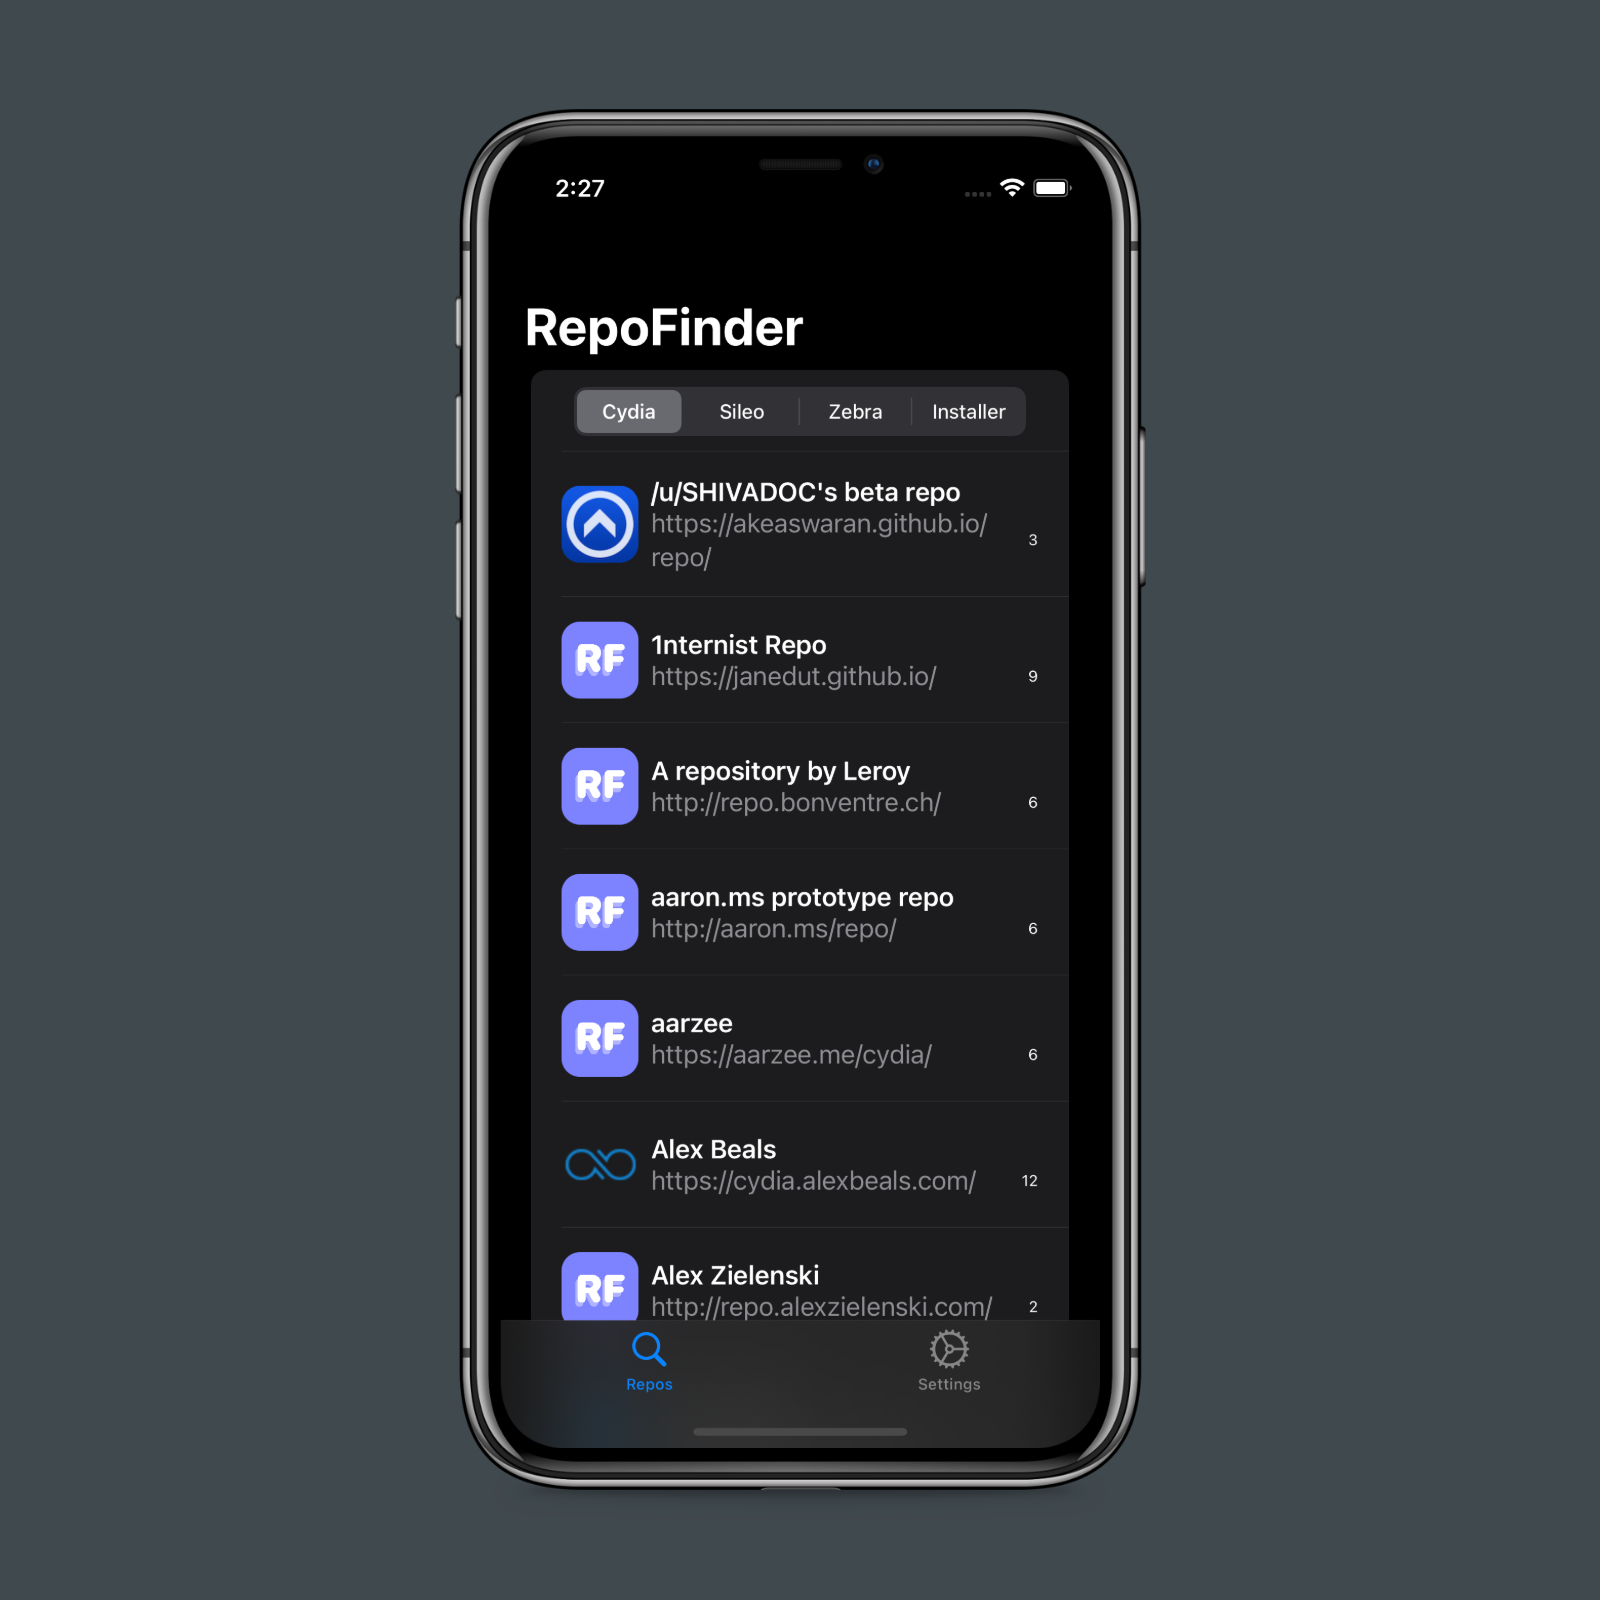 2:27
RepoFinder
Cydia Sileo Zebra Installer
/u/SHIVADOC's beta repo
https://akeaswaran.github.io/
repo/
3
RF
1nternist Repo
https://janedut.github.io/
9
RF
A repository by Leroy
http://repo.bonventre.ch/
6
RF
aaron.ms prototype repo
http://aaron.ms/repo/
6
RF
aarzee
https://aarzee.me/cydia/
6
Alex Beals
https://cydia.alexbeals.com/
12
RF
Alex Zielenski
http://repo.alexzielenski.com/
2
Repos Settings